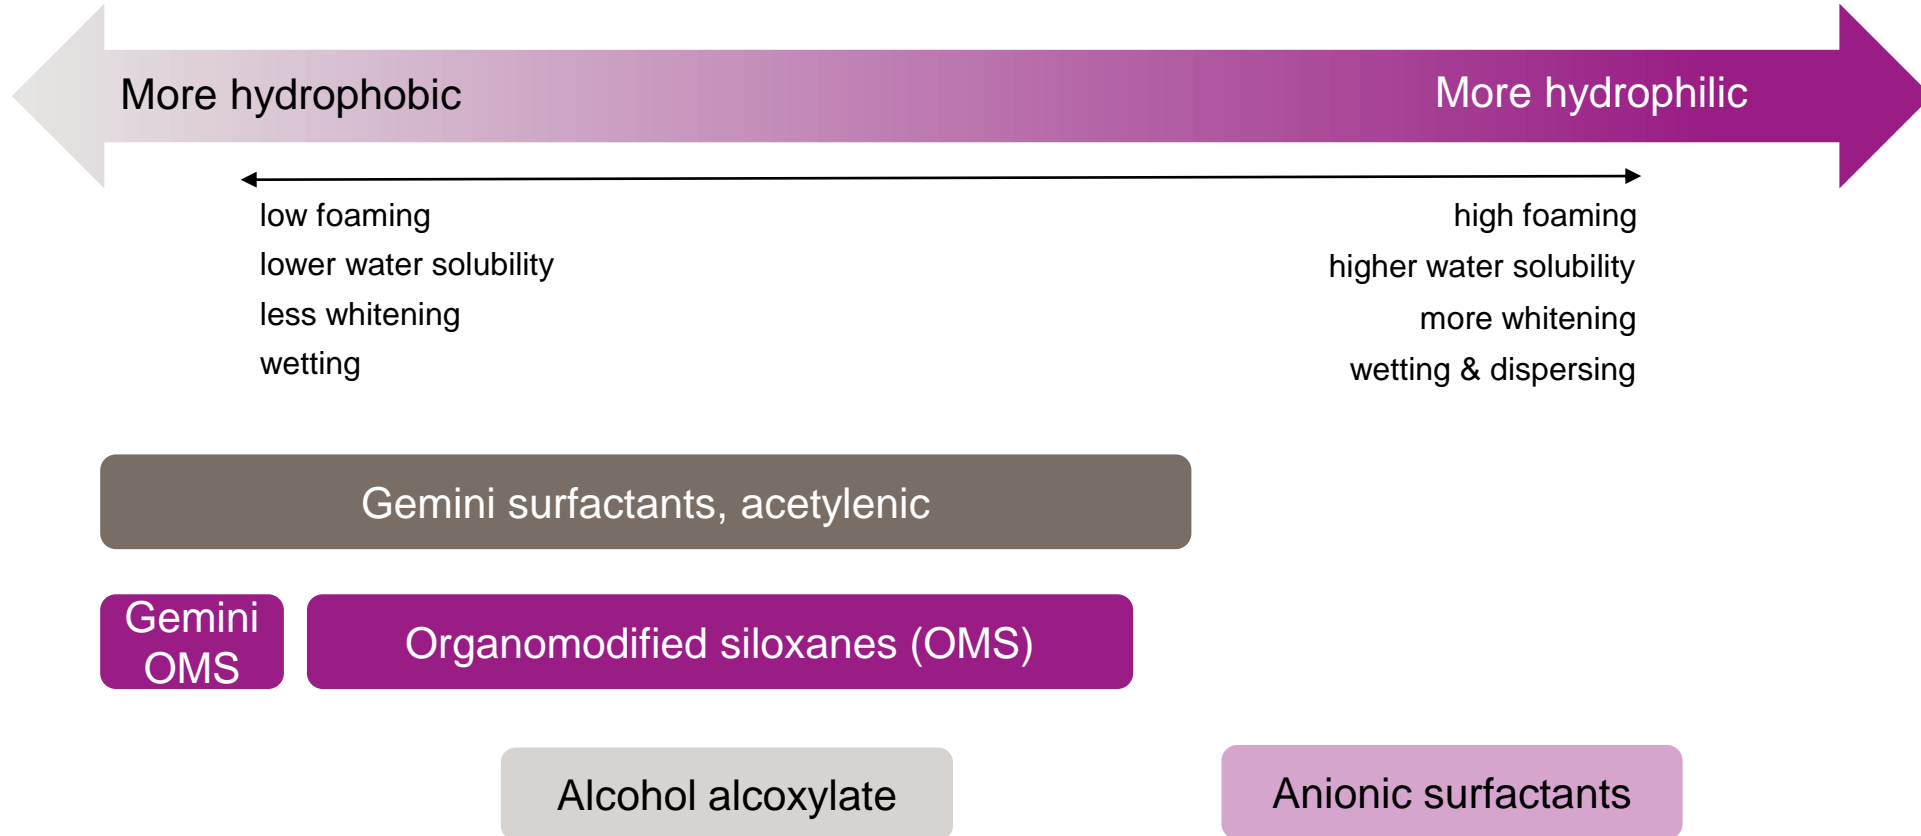 More hydrophobic
More hydrophilic
low foaming
lower water solubility
less whitening
wetting
high foaming
higher water solubility
more whitening
wetting & dispersing
Gemini surfactants, acetylenic
Gemini
OMS
Organomodified siloxanes (OMS)
Alcohol alcoxylate
Anionic surfactants